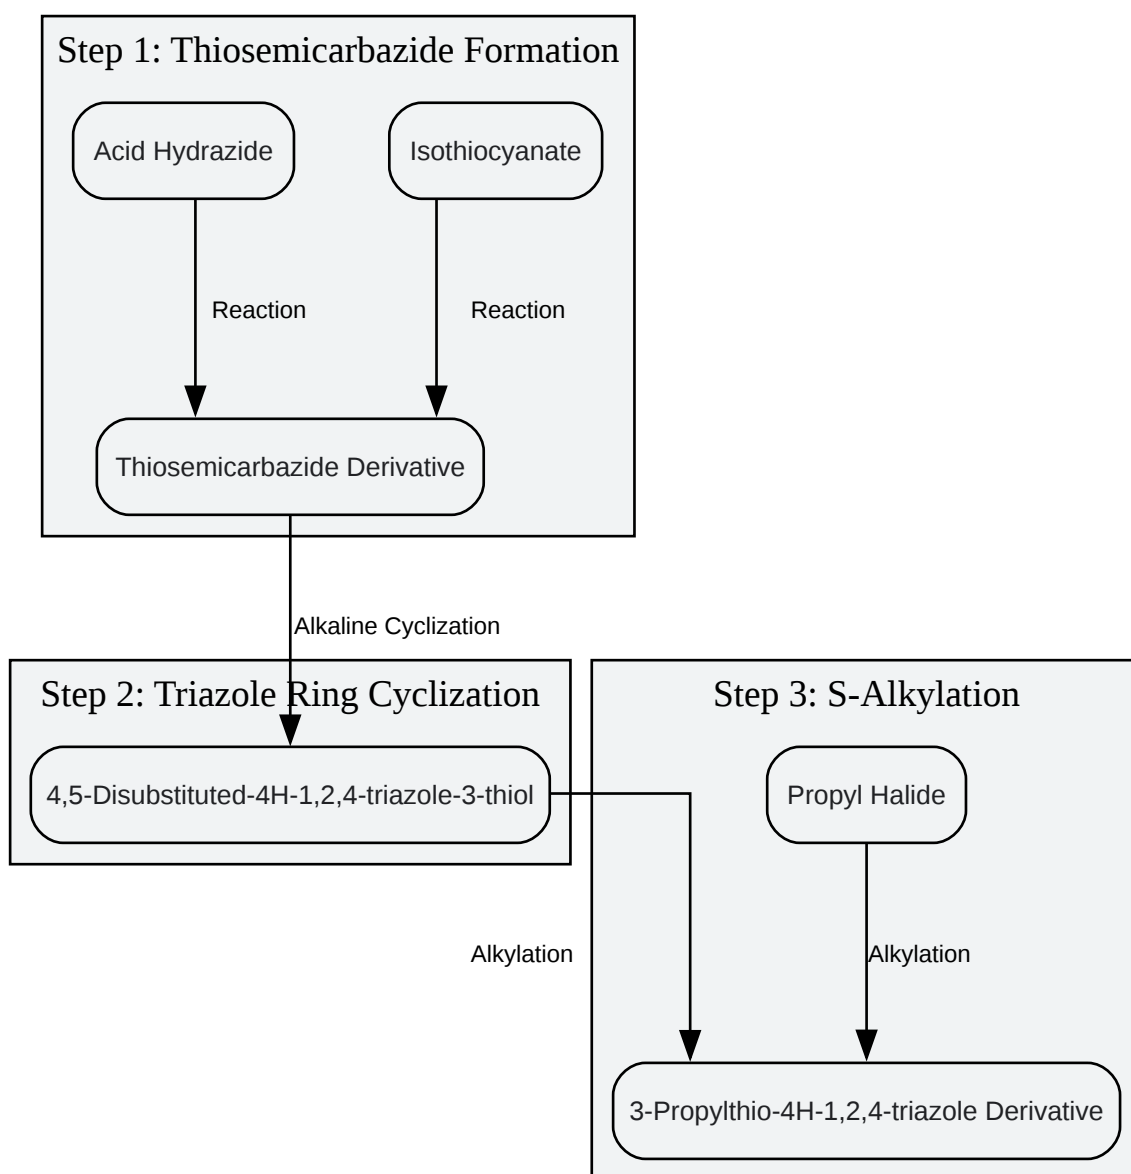 Step 1: Thiosemicarbazide Formation
Acid Hydrazide
Isothiocyanate
Reaction
Reaction
Thiosemicarbazide Derivative
Alkaline Cyclization
Step 2: Triazole Ring Cyclization
4,5-Disubstituted-4H-1,2,4-triazole-3-thiol
Step 3: S-Alkylation
Propyl Halide
Alkylation
Alkylation
3-Propylthio-4H-1,2,4-triazole Derivative